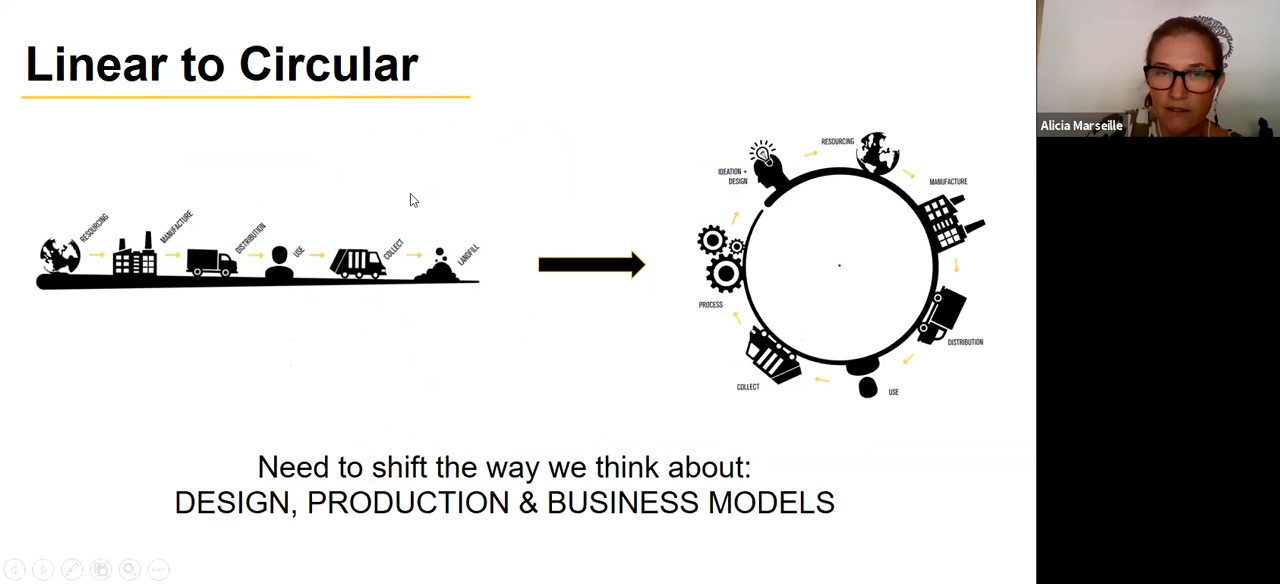 Linear to Circular
Alicia Marseille
RESOURCING
MANUFACTURE
DISTRIBUTION
USE
COLLECT
LANDFILL
IDEATION +
DESIGN
RESOURCING
MANUFACTURE
DISTRIBUTION
USE
COLLECT
PROCESS
Need to shift the way we think about:
DESIGN, PRODUCTION & BUSINESS MODELS